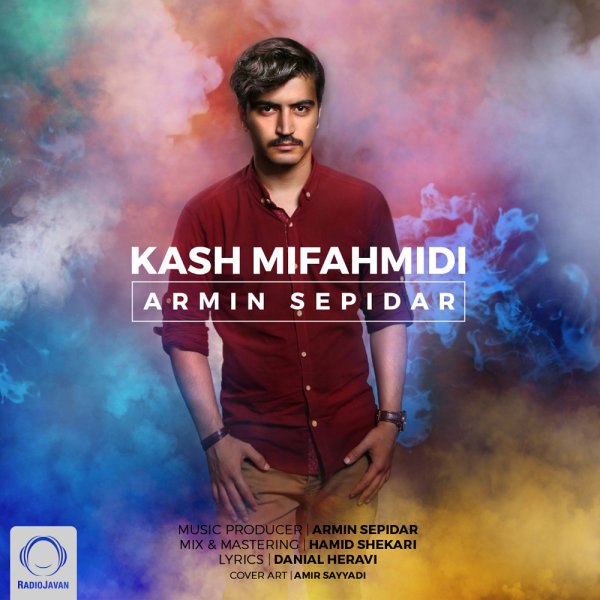 KASH MIFAHMIDI
ARMIN SEPIDAR
MUSIC PRODUCER | ARMIN SEPIDAR
MIX & MASTERING | HAMID SHEKARI
LYRICS | DANIAL HERAVI
COVER ART | AMIR SAYYADI
RADIOJAVAN